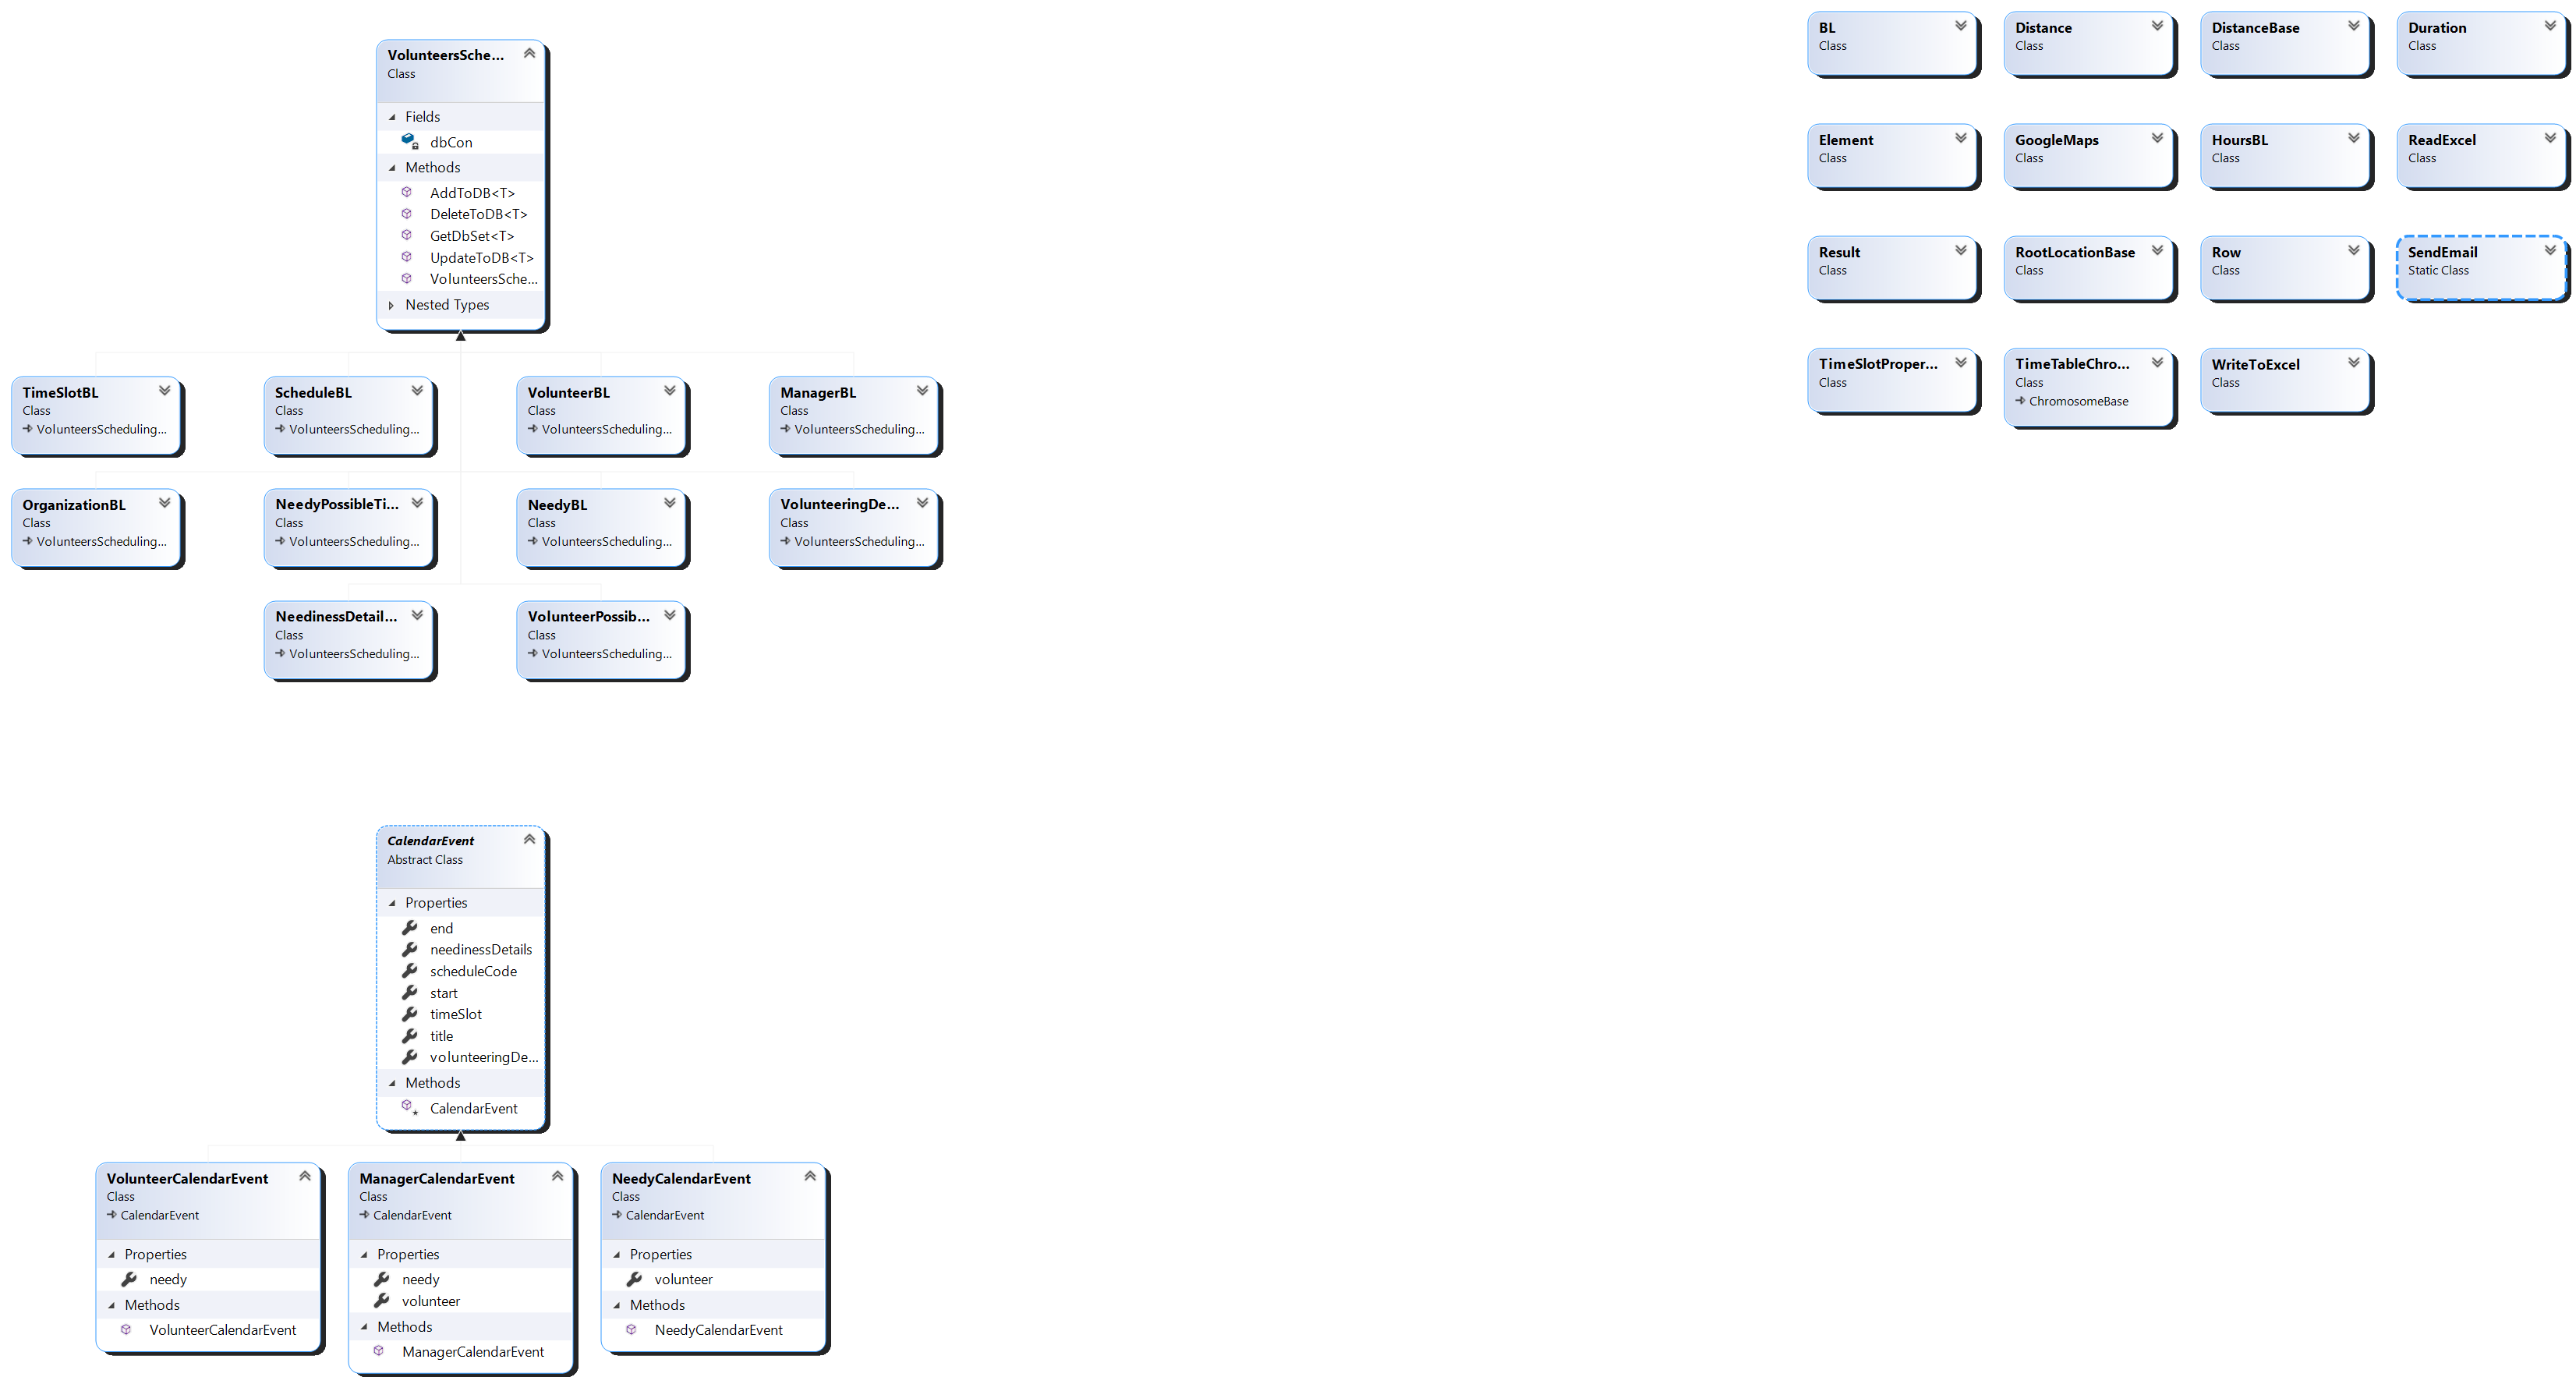 VolunteersSche...
Class
Fields
dbCon
Methods
AddToDB<T>
DeleteToDB<T>
GetDbSet<T>
UpdateToDB<T>
VolunteersSche...
Nested Types
TimeSlotBL
Class
VolunteersScheduling...
ScheduleBL
Class
VolunteersScheduling...
VolunteerBL
Class
VolunteersScheduling...
ManagerBL
Class
VolunteersScheduling...
OrganizationBL
Class
VolunteersScheduling...
NeedyPossibleTi...
Class
VolunteersScheduling...
NeedyBL
Class
VolunteersScheduling...
VolunteeringDe...
Class
VolunteersScheduling...
NeedinessDetail...
Class
VolunteersScheduling...
VolunteerPossib...
Class
VolunteersScheduling...
CalendarEvent
Abstract Class
Properties
end
needinessDetails
scheduleCode
start
timeSlot
title
volunteeringDe...
Methods
CalendarEvent
VolunteerCalendarEvent
Class
CalendarEvent
Properties
needy
Methods
VolunteerCalendarEvent
ManagerCalendarEvent
Class
CalendarEvent
Properties
needy
volunteer
Methods
ManagerCalendarEvent
NeedyCalendarEvent
Class
CalendarEvent
Properties
volunteer
Methods
NeedyCalendarEvent
BL
Class
Distance
Class
DistanceBase
Class
Duration
Class
Element
Class
GoogleMaps
Class
HoursBL
Class
ReadExcel
Class
Result
Class
RootLocationBase
Class
Row
Class
SendEmail
Static Class
TimeSlotProper...
Class
TimeTableChro...
Class
ChromosomeBase
WriteToExcel
Class